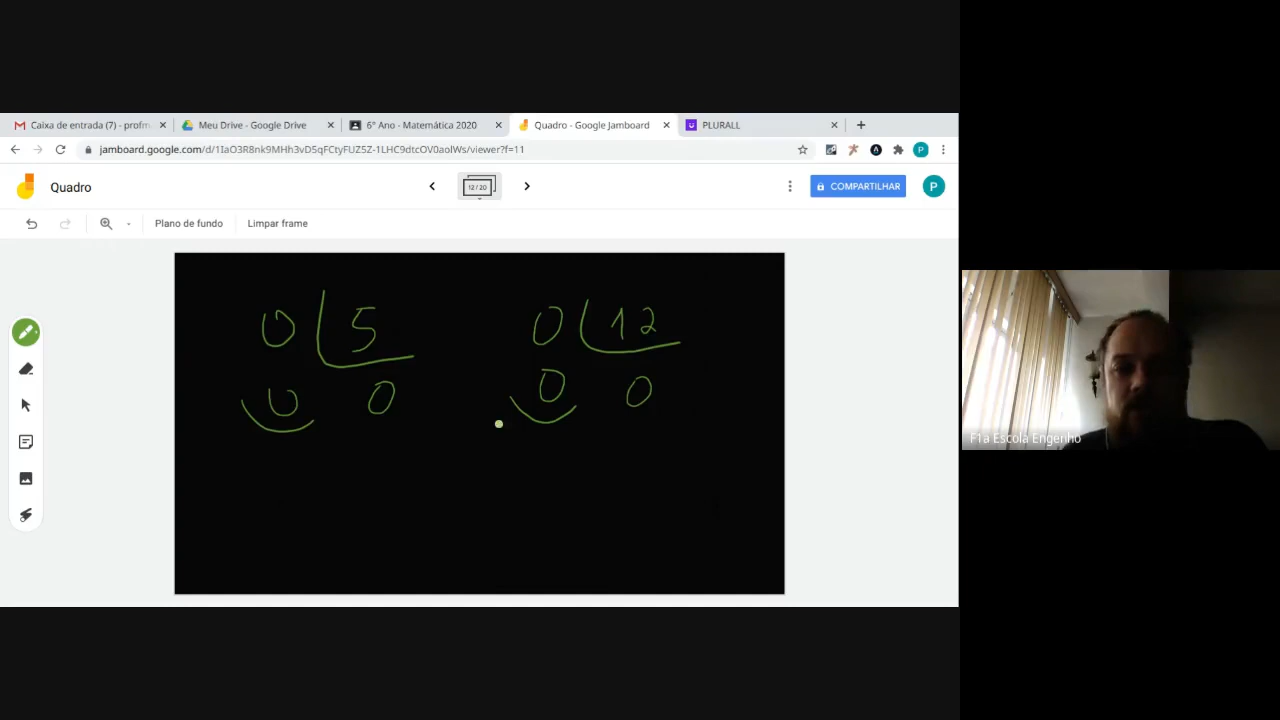 Caixa de entrada (7) - profm. Meu Drive - Google Drive 6° Ano - Matemática 2020 Quadro - Google Jamboard PLURALL
jamboard.google.com/d/1IaO3R8nk9MHh3vD5qFCtyFUZ5Z-1LHC9dtcOV0aolWs/viewer?f=11
Quadro 12 / 20 COMPARTILHAR P
Plano de fundo Limpar frame
0 5 0 12
0 0 0 0
F1a Escola Engenho